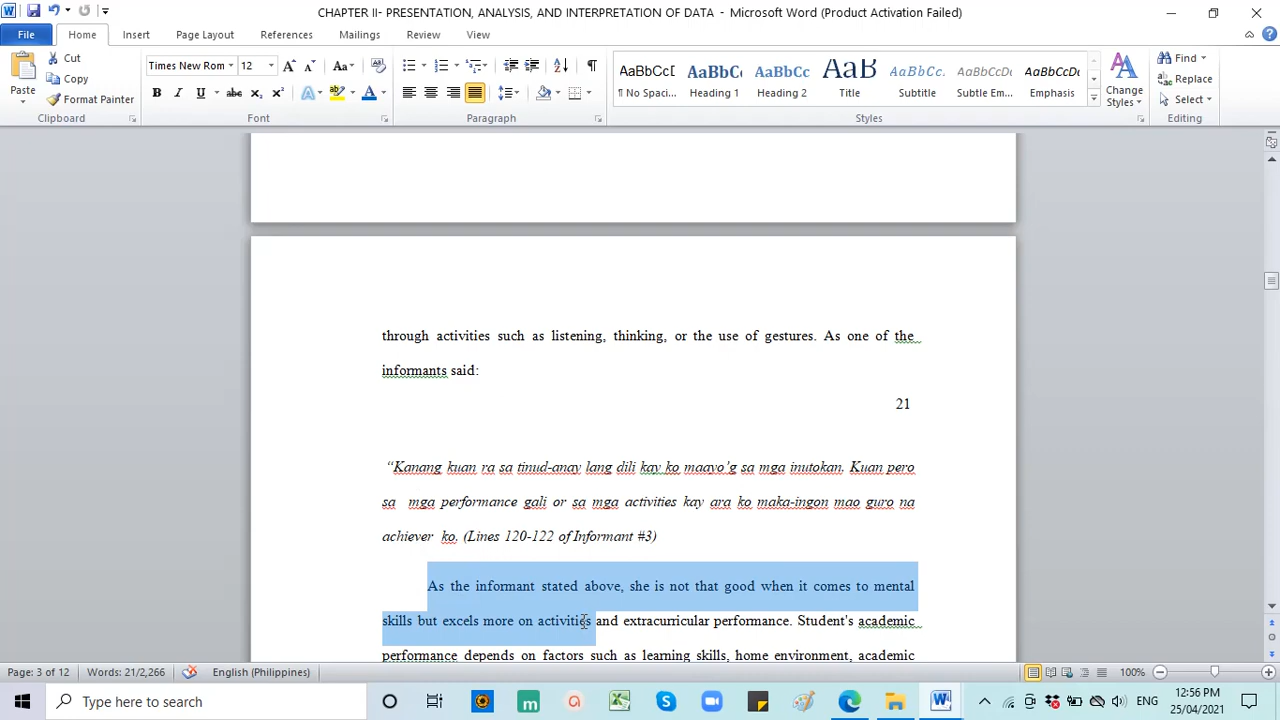 CHAPTER II- PRESENTATION, ANALYSIS, AND INTERPRETATION OF DATA - Microsoft Word (Product Activation Failed)
File Home Insert Page Layout References Mailings Review View
Paste
Cut
Copy
Format Painter
Clipboard
Times New Rom 12
Font
Paragraph
AaBbCcD AaBbC AaBbCc AaB AaBbCc. AaBbCcDt AaBbCcDt
¶ No Spaci... Heading 1 Heading 2 Title Subtitle Subtle Em... Emphasis
Change Styles
Styles
Find
Replace
Select
Editing
through activities such as listening, thinking, or the use of gestures. As one of the
informants said:
21
“Kanang kuan ra sa tinud-anay lang dili kay ko maayo’g sa mga inutokan. Kuan pero
sa mga performance gali or sa mga activities kay ara ko maka-ingon mao guro na
achiever ko. (Lines 120-122 of Informant #3)
As the informant stated above, she is not that good when it comes to mental
skills but excels more on activities and extracurricular performance. Student's academic
performance depends on factors such as learning skills, home environment, academic
Page: 3 of 12 Words: 21/2,266 English (Philippines) 100%
Type here to search
ENG
12:56 PM
25/04/2021